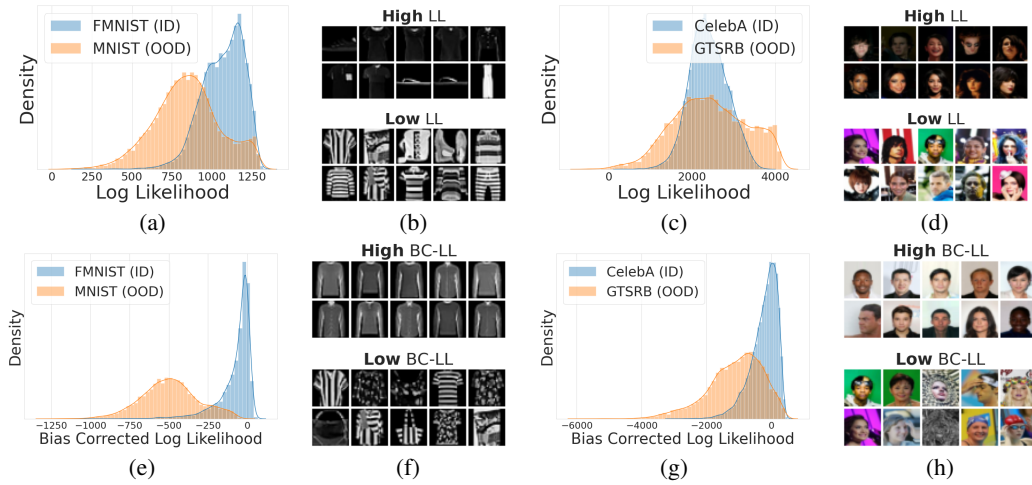 High LL
Low LL
FMNIST (ID)
MNIST (OOD)
Density
0 250 500 750 1000 1250
Log Likelihood
(a)
(b)
CelebA (ID)
GTSRB (OOD)
Density
0 2000 4000
Log Likelihood
(c)
High LL
Low LL
(d)
FMNIST (ID)
MNIST (OOD)
Density
−1250 −1000 −750 −500 −250 0
Bias Corrected Log Likelihood
(e)
High BC-LL
Low BC-LL
(f)
CelebA (ID)
GTSRB (OOD)
Density
−6000 −4000 −2000 0
Bias Corrected Log Likelihood
(g)
High BC-LL
Low BC-LL
(h)